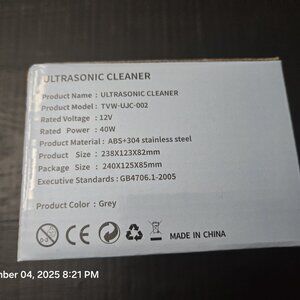 ULTRASONIC CLEANER
Product Name : ULTRASONIC CLEANER
Product Model : TVW-UJC-002
Rated Voltage : 12V
Rated Power : 40W
Product Material : ABS+304 stainless steel
Product Size : 238X123X82mm
Package Size : 240X125X85mm
Executive Standards : GB4706.1-2005
Product Color : Grey
CE
MADE IN CHINA
mber 04, 2025 8:21 PM